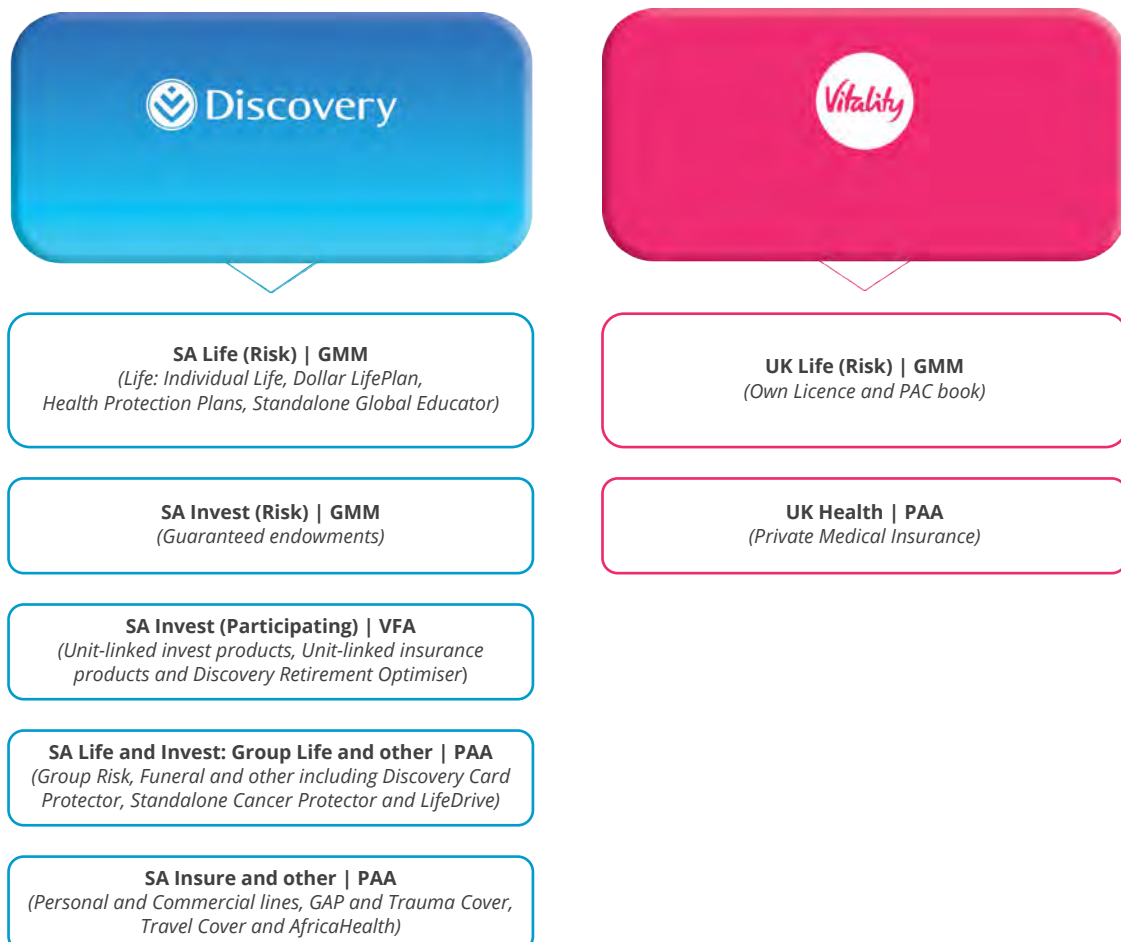 Discovery
SA Life (Risk) | GMM
(Life: Individual Life, Dollar LifePlan,
Health Protection Plans, Standalone Global Educator)
SA Invest (Risk) | GMM
(Guaranteed endowments)
SA Invest (Participating) | VFA
(Unit-linked invest products, Unit-linked insurance
products and Discovery Retirement Optimiser)
SA Life and Invest: Group Life and other | PAA
(Group Risk, Funeral and other including Discovery Card
Protector, Standalone Cancer Protector and LifeDrive)
SA Insure and other | PAA
(Personal and Commercial lines, GAP and Trauma Cover,
Travel Cover and AfricaHealth)
Vitality
UK Life (Risk) | GMM
(Own Licence and PAC book)
UK Health | PAA
(Private Medical Insurance)